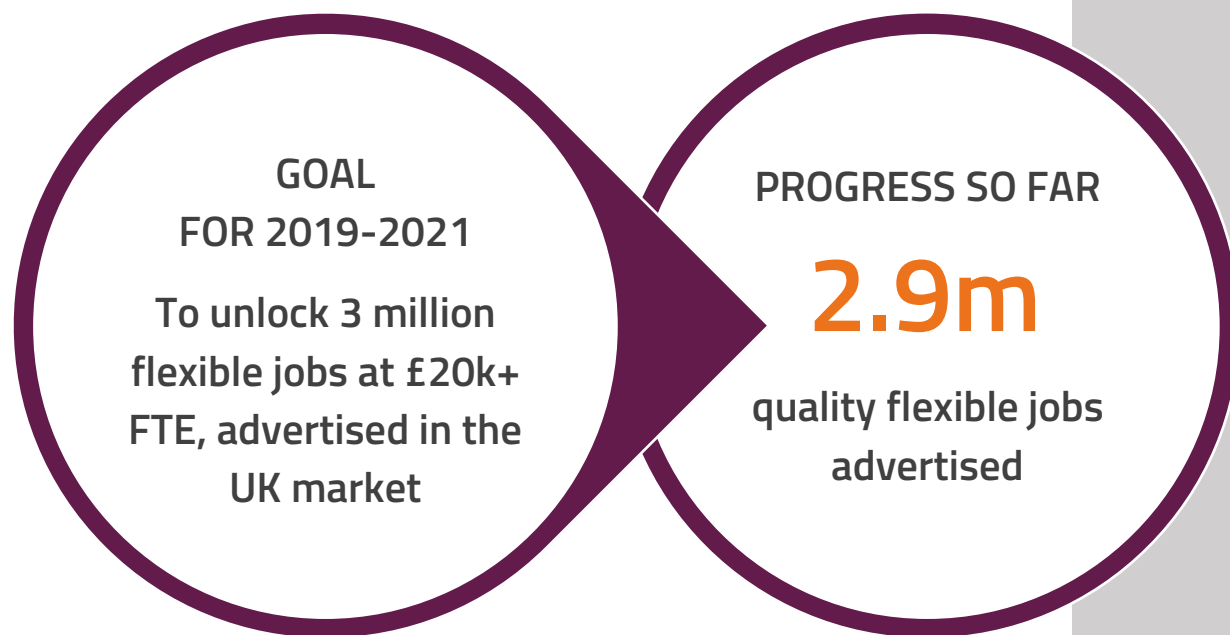 GOAL
FOR 2019-2021
To unlock 3 million
flexible jobs at £20k+
FTE, advertised in the
UK market
PROGRESS SO FAR
2.9m
quality flexible jobs
advertised